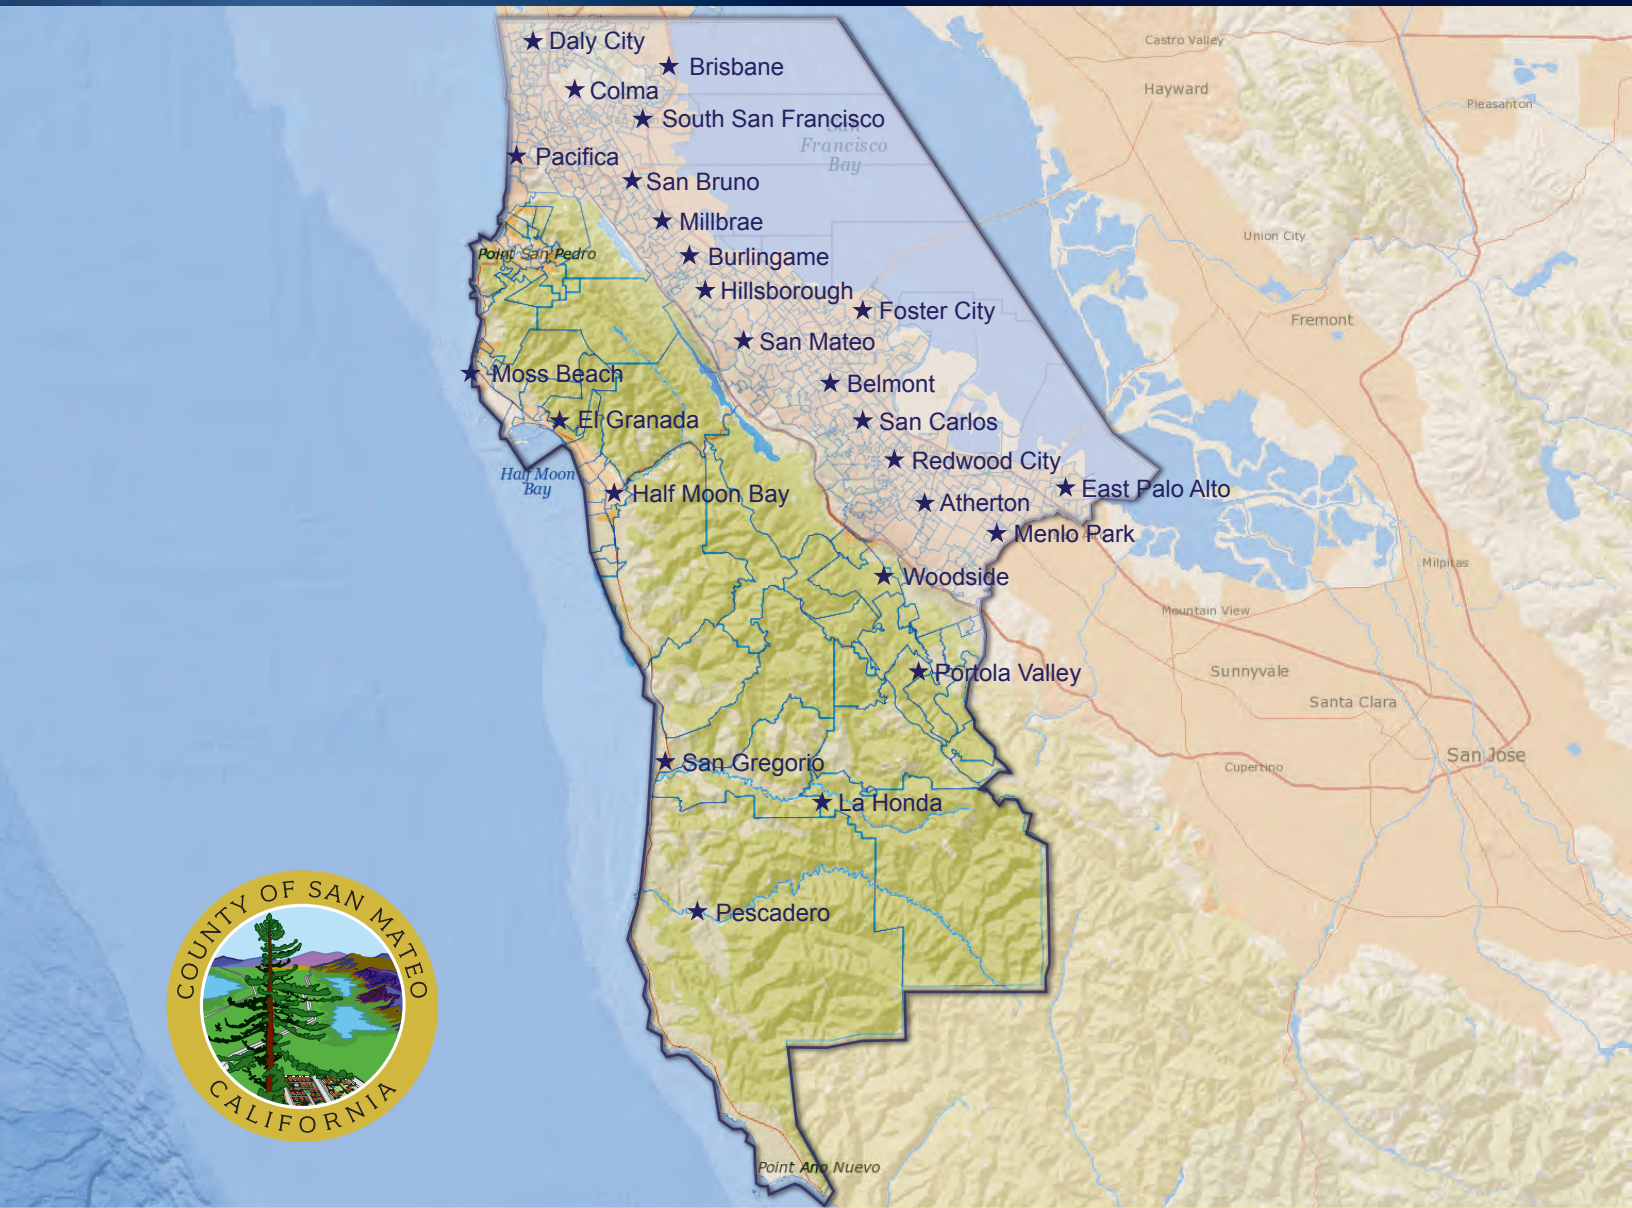 Daly City
Castro Valley
Brisbane
Colma
Hayward
Pleasanton
South San Francisco
San
Francisco
Bay
Pacifica
San Bruno
Millbrae
Union City
Point San Pedro
Burlingame
Hillsborough
Foster City
Fremont
San Mateo
Moss Beach
Belmont
El Granada
San Carlos
Redwood City
Half Moon
Bay
East Palo Alto
Half Moon Bay
Atherton
Menlo Park
Milpitas
Woodside
Mountain View
Portola Valley
Sunnyvale
Santa Clara
San Jose
San Gregorio
Cupertino
La Honda
Pescadero
COUNTY OF SAN MATEO
CALIFORNIA
Point Ano Nuevo